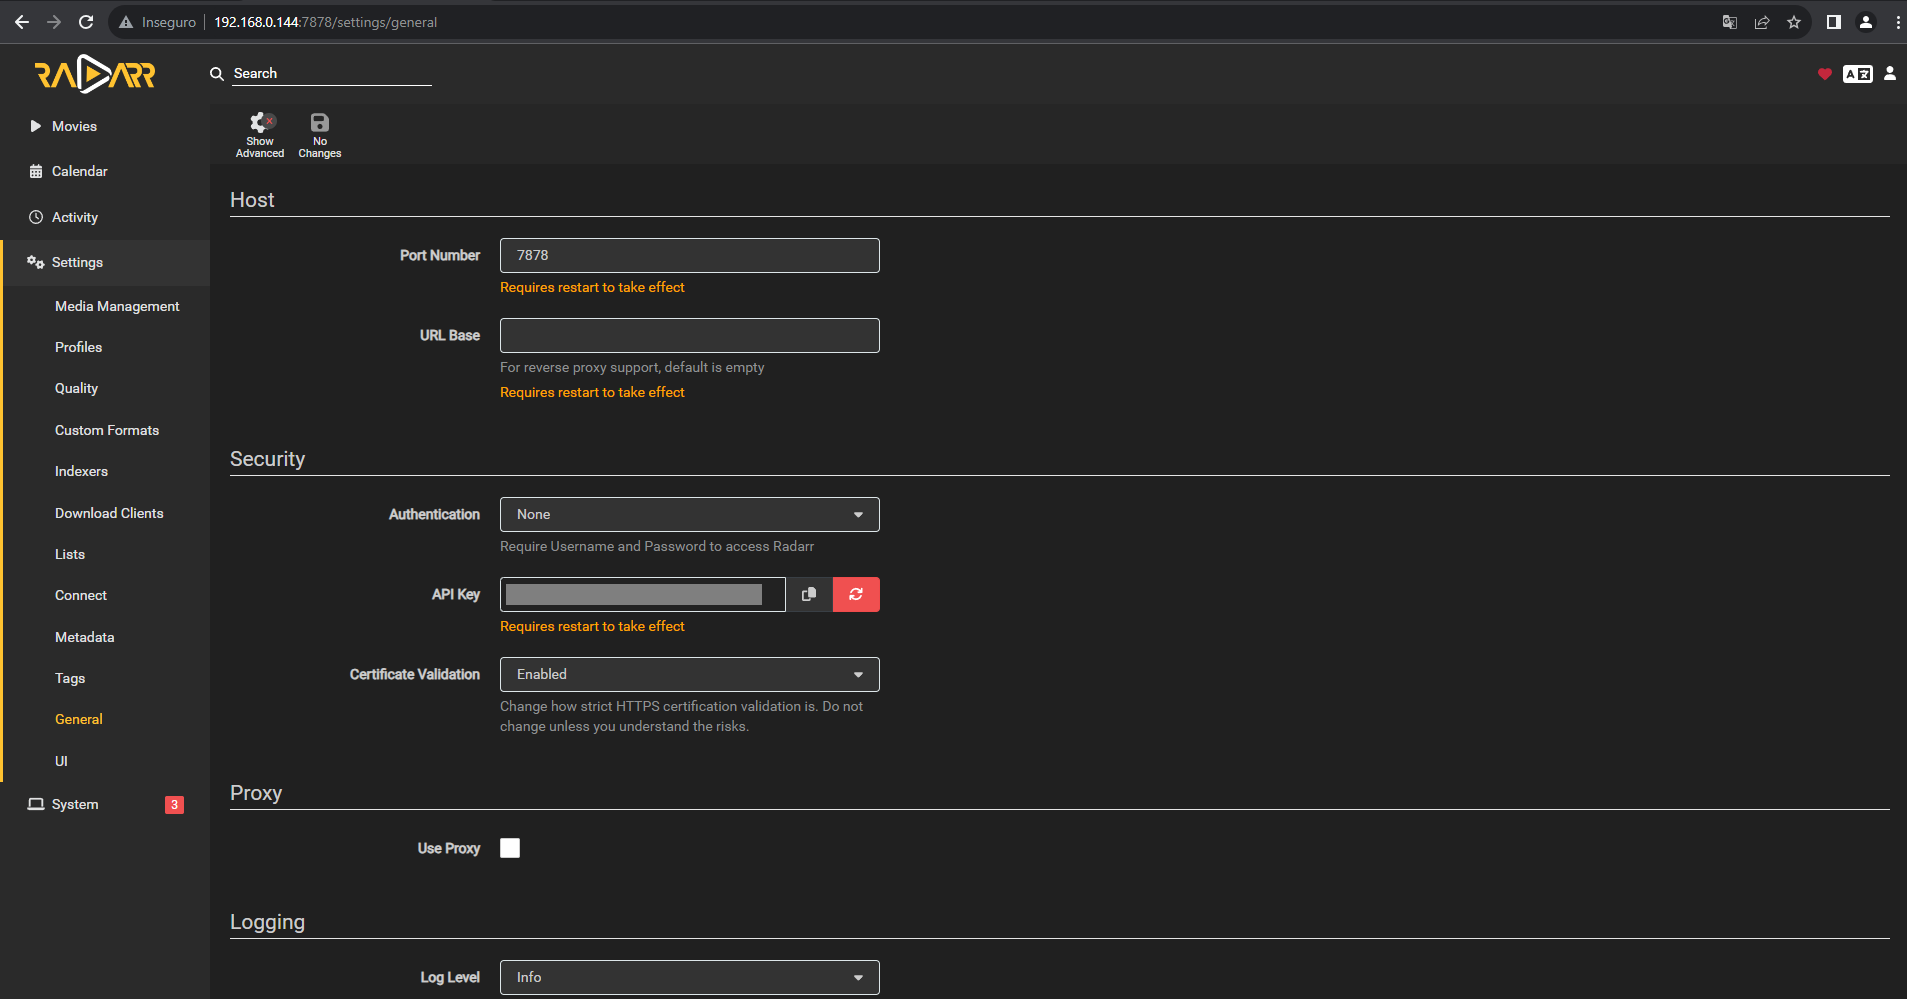 Inseguro
192.168.0.144:7878/settings/general
RADARR
Search
Movies
Calendar
Activity
Settings
Media Management
Profiles
Quality
Custom Formats
Indexers
Download Clients
Lists
Connect
Metadata
Tags
General
UI
System
3
Show
Advanced
No
Changes
Host
Port Number
7878
Requires restart to take effect
URL Base
For reverse proxy support, default is empty
Requires restart to take effect
Security
Authentication
None
Require Username and Password to access Radarr
API Key
Requires restart to take effect
Certificate Validation
Enabled
Change how strict HTTPS certification validation is. Do not
change unless you understand the risks.
Proxy
Use Proxy
Logging
Log Level
Info